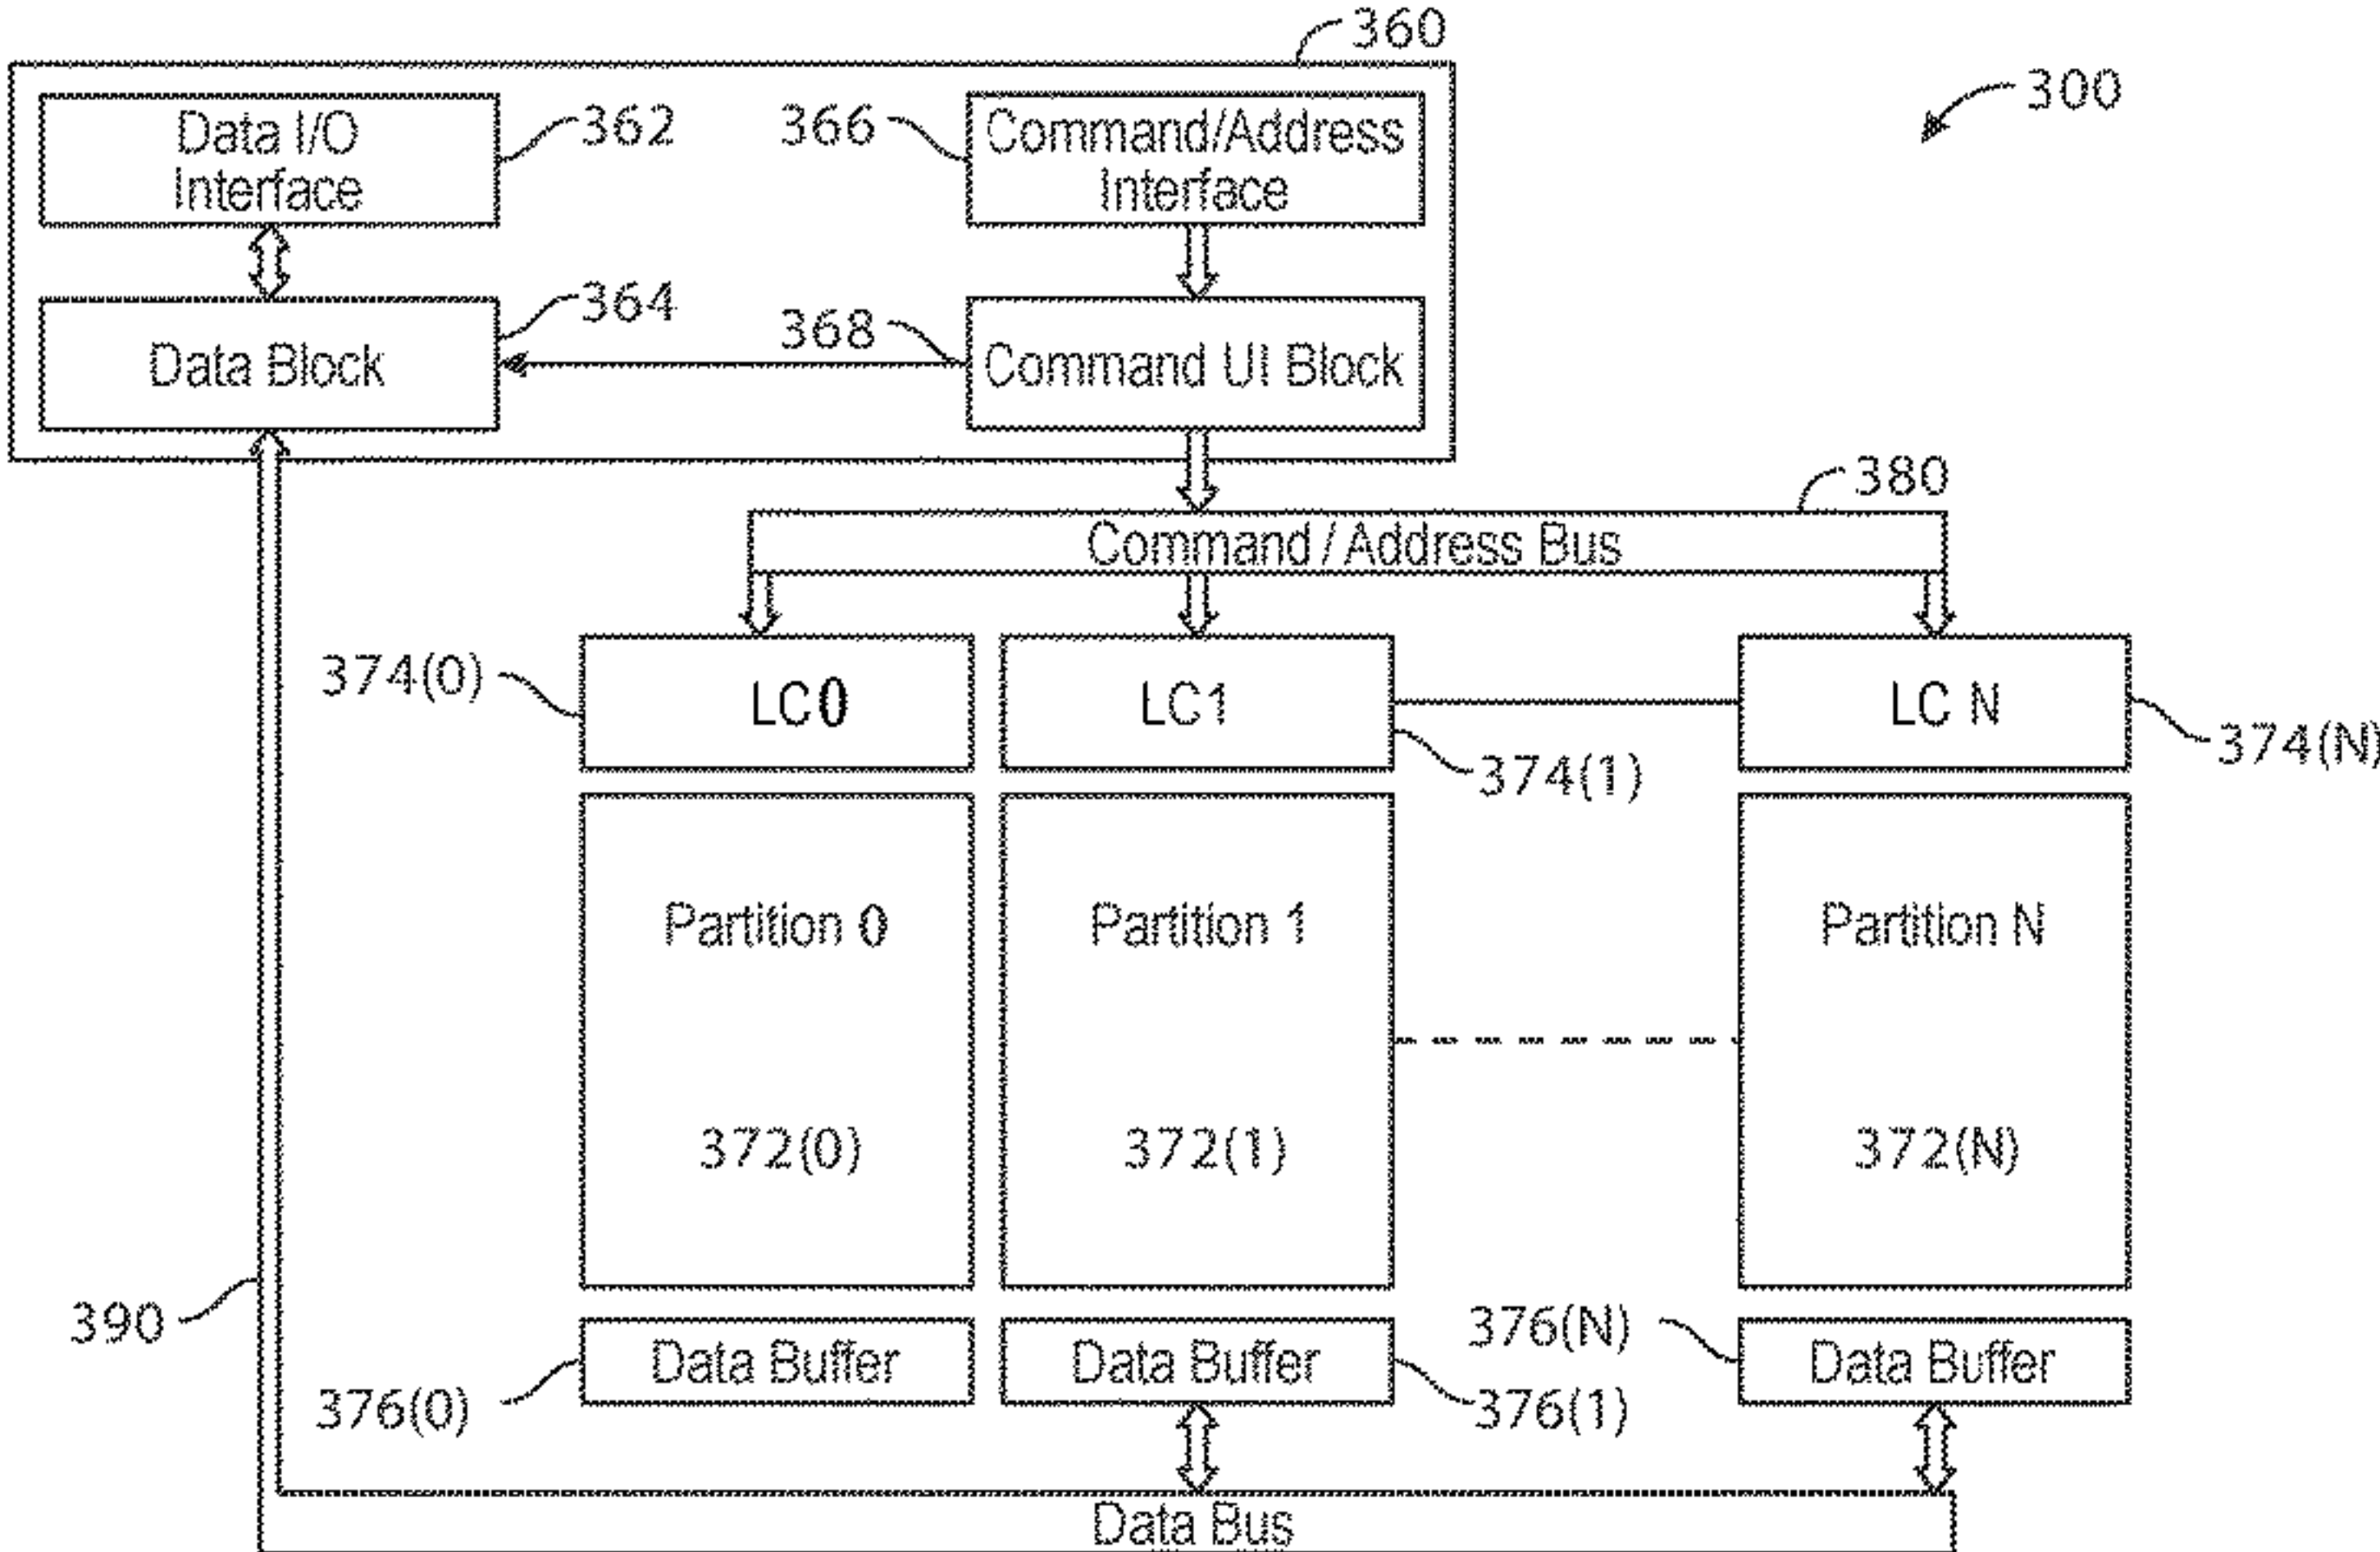 360
300
Data I/O
Interface
362
366
Command/Address
Interface
364
Data Block
368
Command UI Block
380
Command / Address Bus
374(0)
LC0
LC1
LC N
374(1)
374(N)
Partition 0
Partition 1
Partition N
372(0)
372(1)
372(N)
390
376(0)
Data Buffer
Data Buffer
376(1)
376(N)
Data Buffer
Data Bus